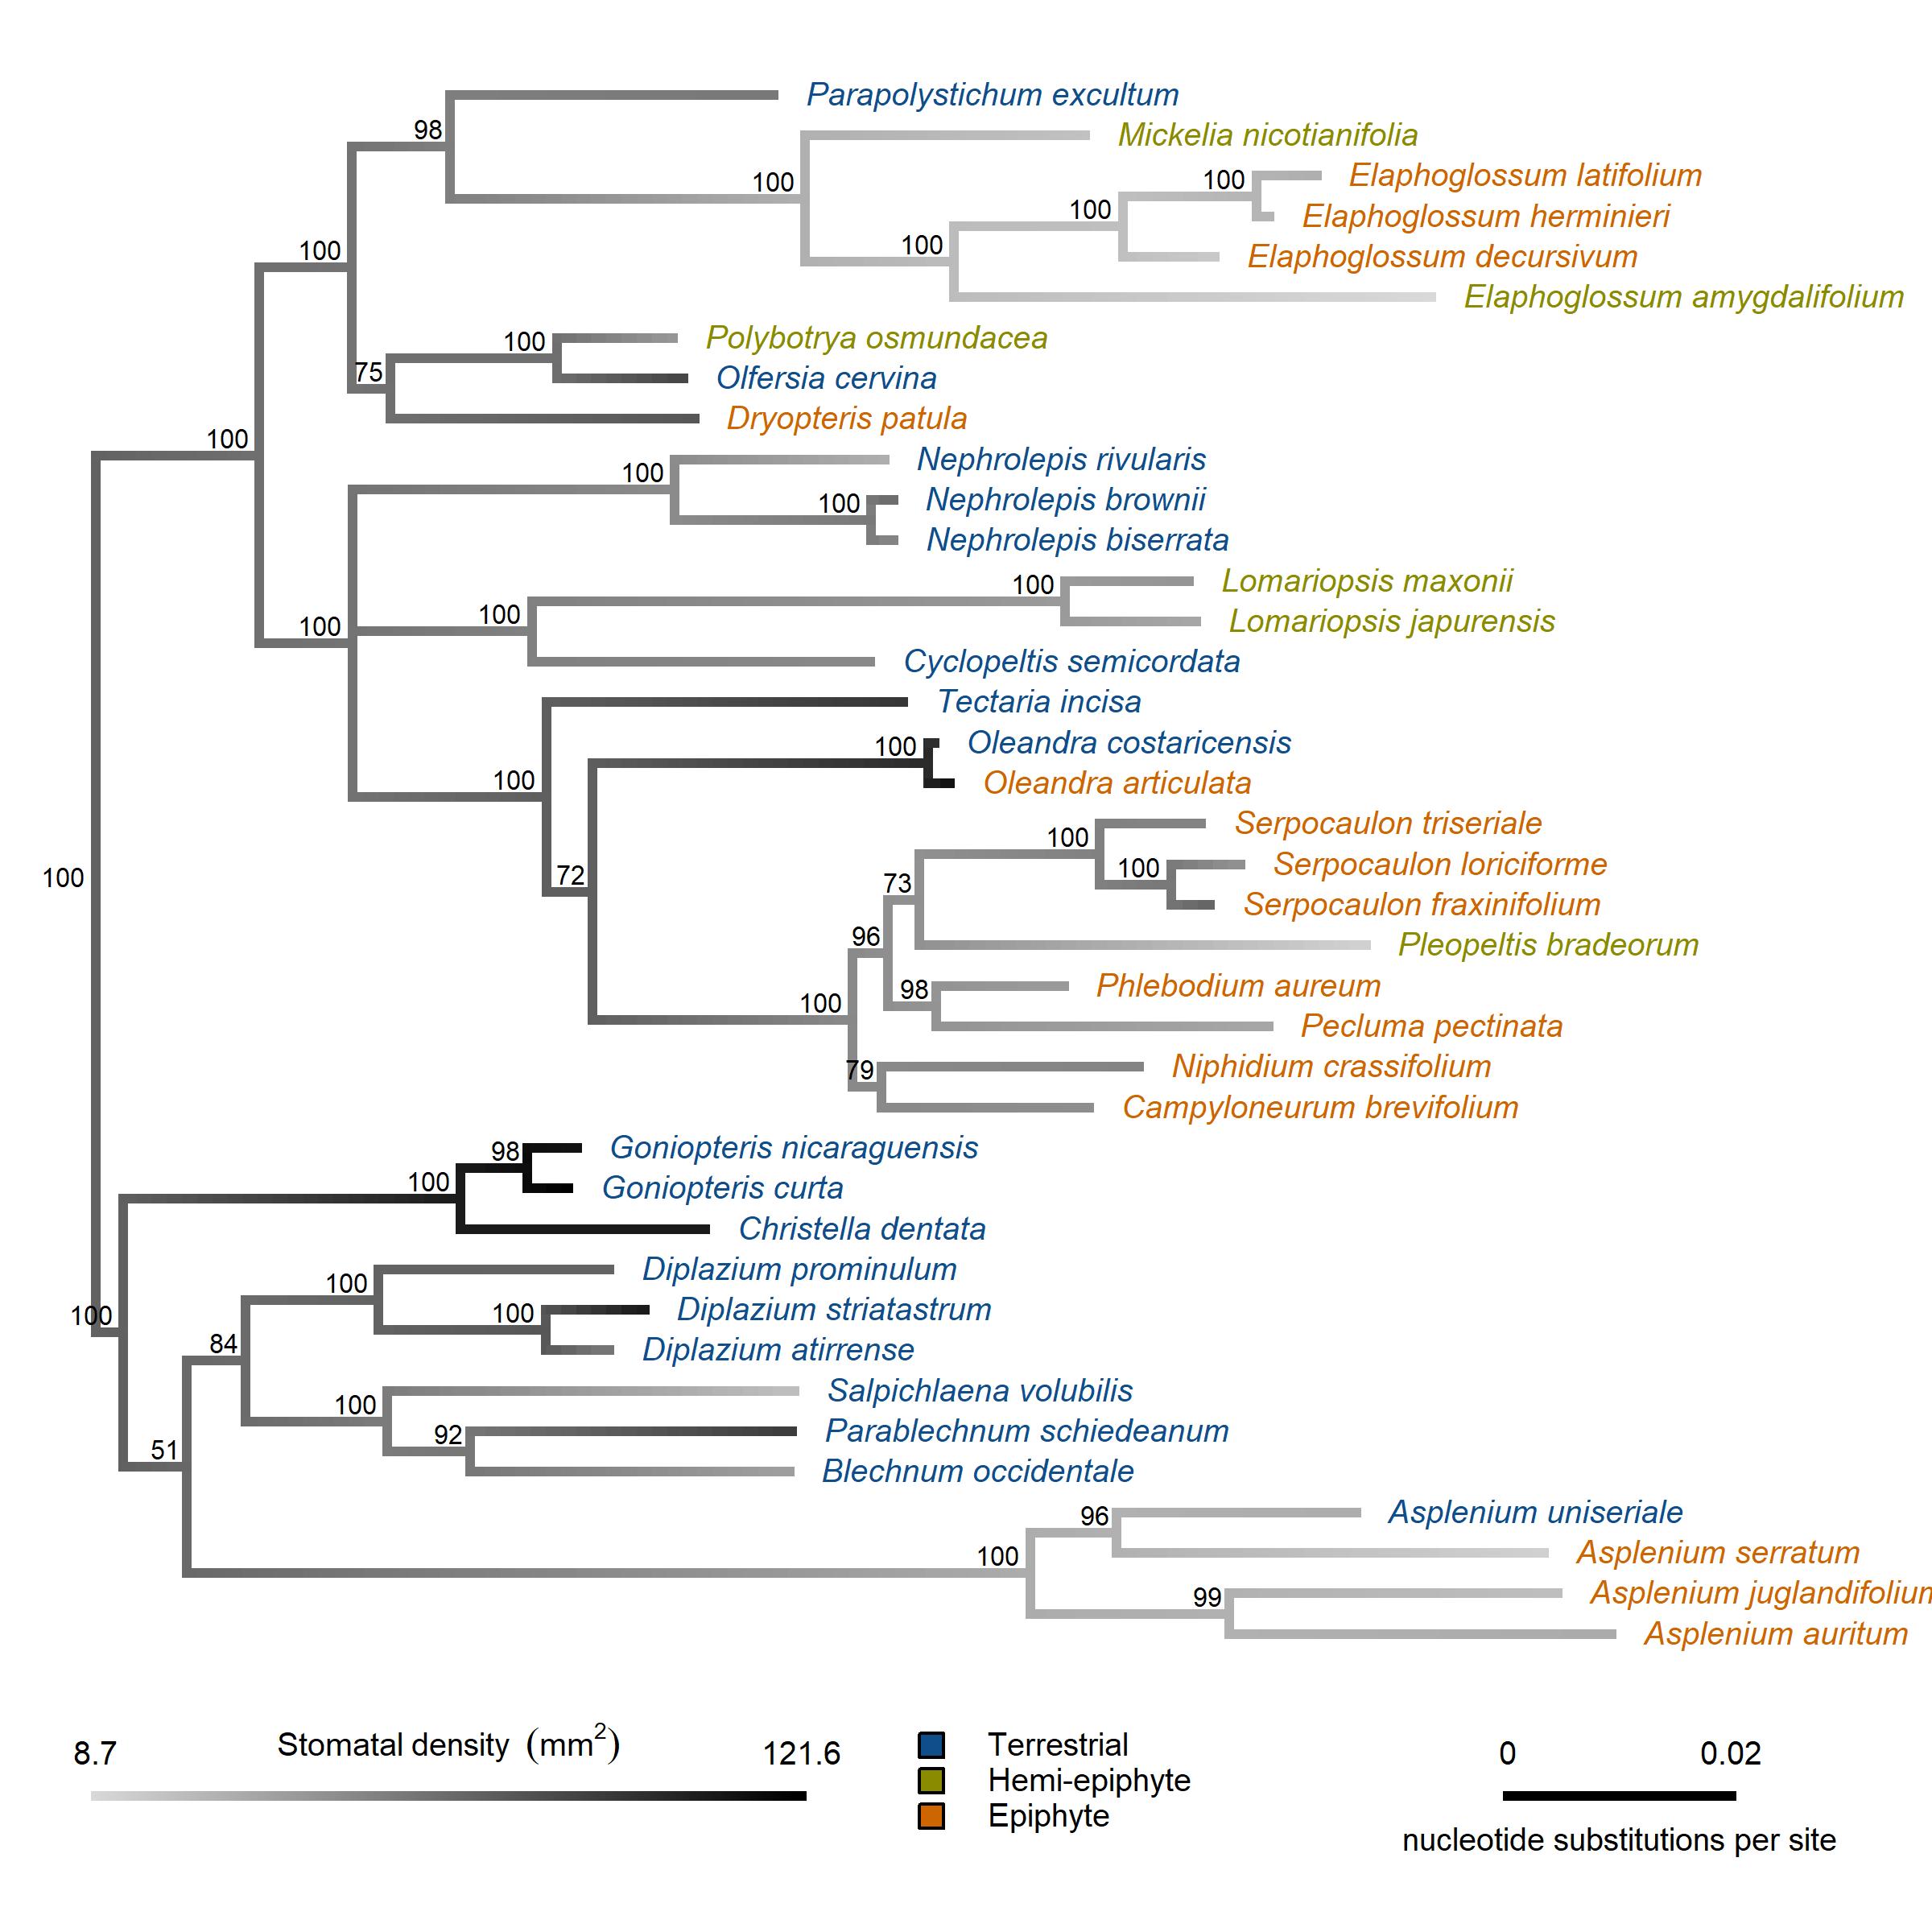 Parapolystichum excultum
98
Mickelia nicotianifolia
100
Elaphoglossum latifolium
100
Elaphoglossum herminieri
100
Elaphoglossum decursivum
100
100
Elaphoglossum amygdalifolium
Polybotrya osmundacea
100
Olfersia cervina
75
Dryopteris patula
100
Nephrolepis rivularis
100
Nephrolepis brownii
100
Nephrolepis biserrata
Lomariopsis maxonii
100
Lomariopsis japurensis
100
100
Cyclopeltis semicordata
Tectaria incisa
Oleandra costaricensis
100
Oleandra articulata
100
Serpocaulon triseriale
100
Serpocaulon loriciforme
100
72
100
73
Serpocaulon fraxinifolium
96
Pleopeltis bradeorum
Phlebodium aureum
98
100
Pecluma pectinata
Niphidium crassifolium
79
Campyloneurum brevifolium
Goniopteris nicaraguensis
98
100
Goniopteris curta
Christella dentata
Diplazium prominulum
100
Diplazium striatastrum
100
100
84
Diplazium atirrense
Salpichlaena volubilis
100
Parablechnum schiedeanum
92
51
Blechnum occidentale
Asplenium uniseriale
96
Asplenium serratum
100
Asplenium juglandifolium
99
Asplenium auritum
8.7 Stomatal density (mm2) 121.6
Terrestrial
Hemi-epiphyte
Epiphyte
0 0.02
nucleotide substitutions per site